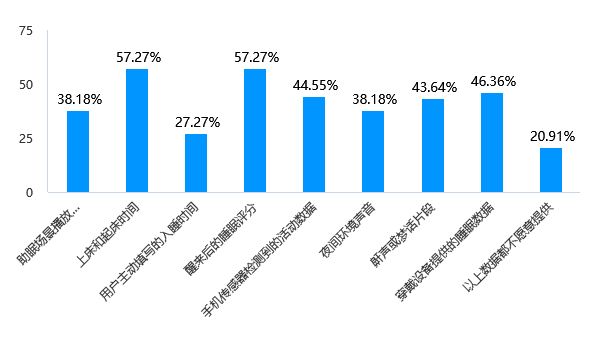 75
50
25
0
38.18%
57.27%
27.27%
57.27%
44.55%
38.18%
43.64%
46.36%
20.91%
助眠场景播放...
上床和起床时间
用户主动填写的入睡时间
醒来后的睡眠评分
手机传感器检测到的活动数据
夜间环境声音
鼾声或梦话片段
穿戴设备提供的睡眠数据
以上数据都不愿意提供